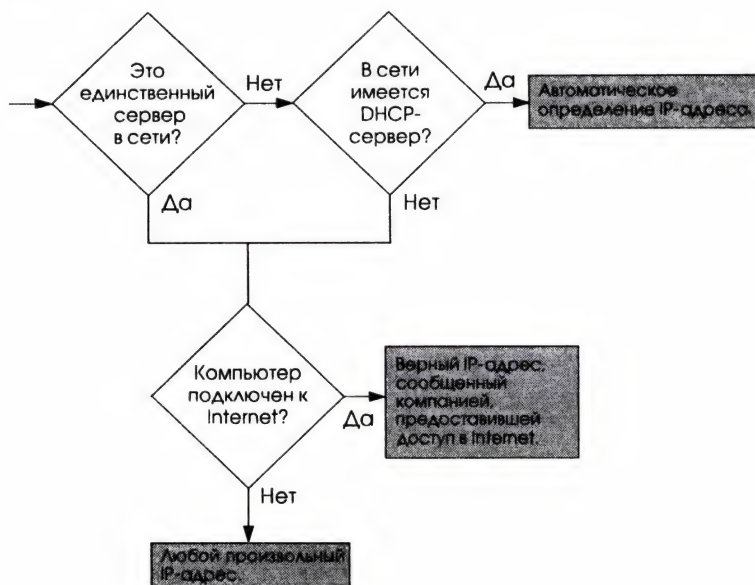 Это
единственный
сервер
в сети?
Нет
В сети
имеется
DHCP-
сервер?
Да
Автоматическое
определение IP-адреса.
Да
Нет
Компьютер
подключен к
Internet?
Да
Верный IP-адрес,
сообщенный
компанией,
предоставившей
доступ в Internet.
Нет
Любой произвольный
IP-адрес.